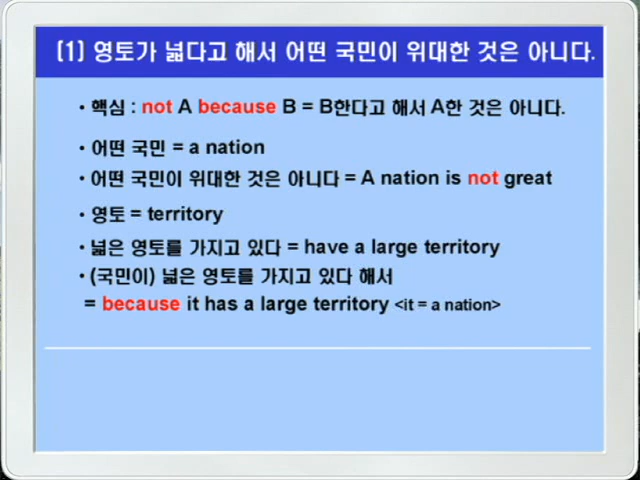 [1] 영토가 넓다고 해서 어떤 국민이 위대한 것은 아니다.
• 핵심 : not A because B = B한다고 해서 A한 것은 아니다.
• 어떤 국민 = a nation
• 어떤 국민이 위대한 것은 아니다 = A nation is not great
• 영토 = territory
• 넓은 영토를 가지고 있다 = have a large territory
• (국민이) 넓은 영토를 가지고 있다 해서
= because it has a large territory <it = a nation>